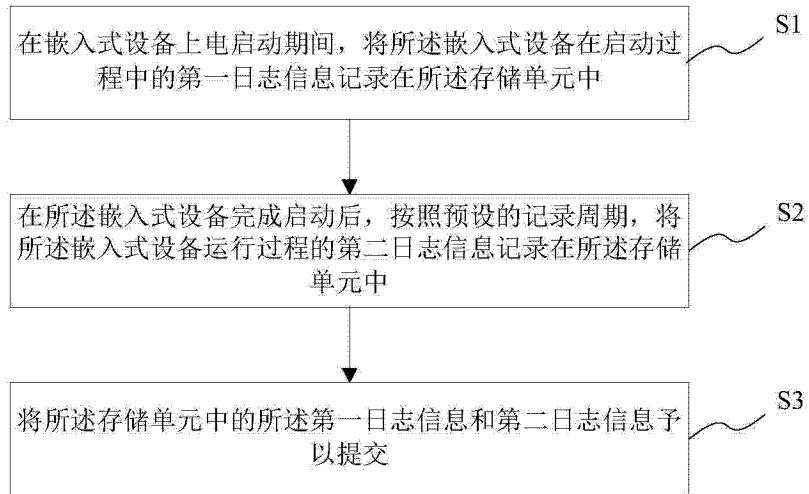 在嵌入式设备上电启动期间，将所述嵌入式设备在启动过
程中的第一日志信息记录在所述存储单元中
S1
在所述嵌入式设备完成启动后，按照预设的记录周期，将
所述嵌入式设备运行过程的第二日志信息记录在所述存储
单元中
S2
将所述存储单元中的所述第一日志信息和第二日志信息予
以提交
S3